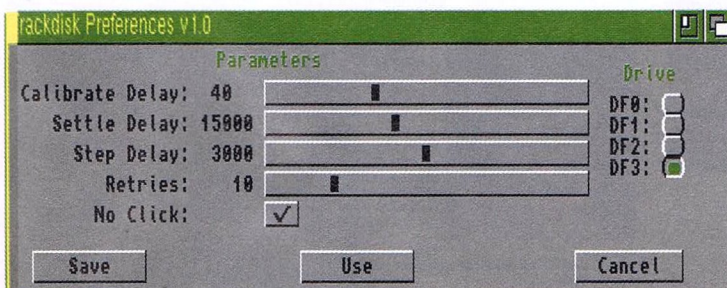 rackdisk Preferences v1.0
Parameters
Drive
Calibrate Delay: 40
Settle Delay: 15000
Step Delay: 3000
Retries: 10
No Click:
DF0:
DF1:
DF2:
DF3:
Save
Use
Cancel